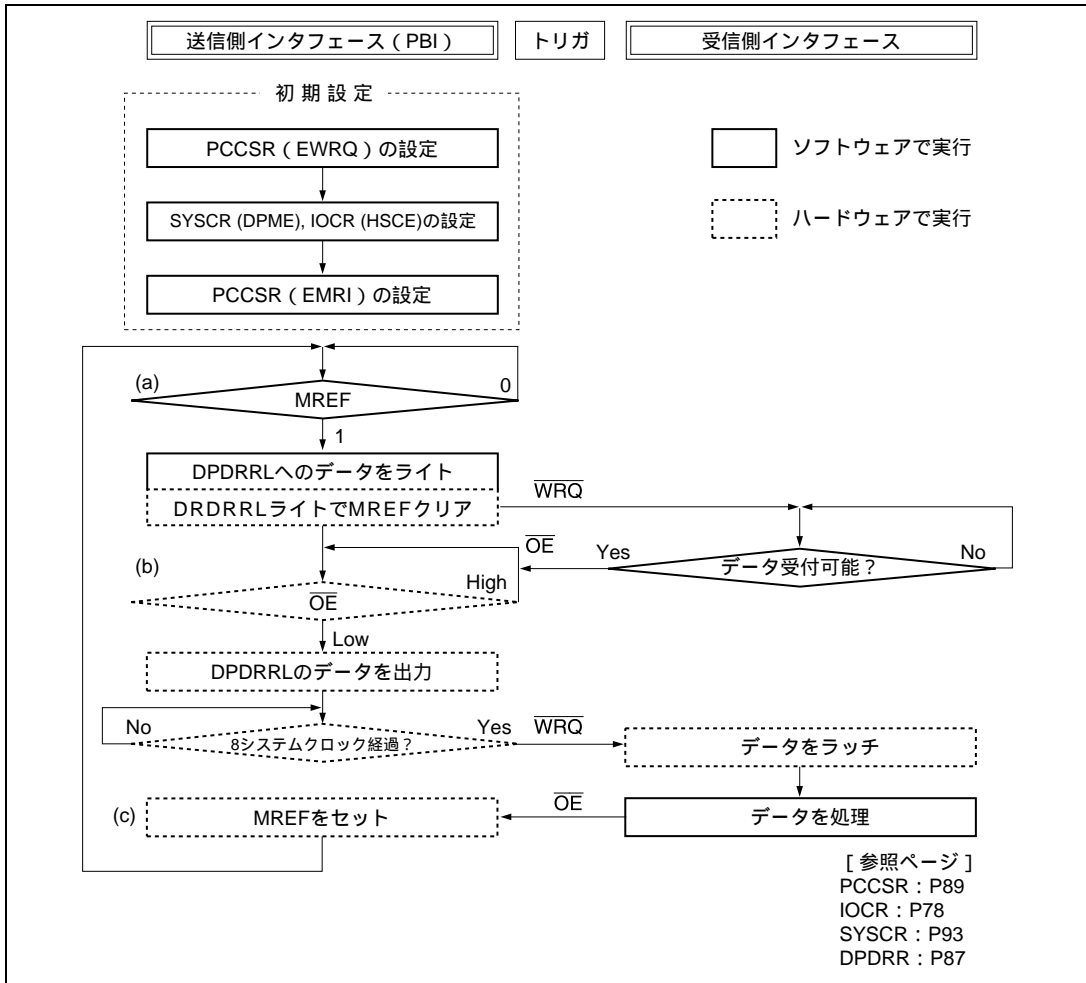 送信側インタフェース（PBI） トリガ 受信側インタフェース
初 期 設 定
PCCSR（EWRQ）の設定
ソフトウェアで実行
SYSCR (DPME), IOCR (HSCE)の設定
ハードウェアで実行
PCCSR（EMRI）の設定
(a)
MREF
0
1
DPDRRLへのデータをライト
DRDRRLライトでMREFクリア
WRQ
OE
Yes
データ受付可能？
No
(b)
OE
High
Low
DPDRRLのデータを出力
No
8システムクロック経過？
Yes
WRQ
データをラッチ
(c)
MREFをセット
OE
データを処理
［参照ページ］
PCCSR：P89
IOCR：P78
SYSCR：P93
DPDRR：P87